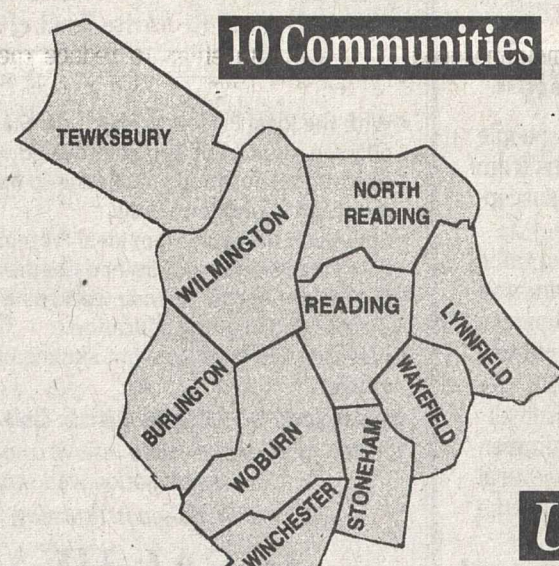 10 Communities
TEWKSBURY
NORTH
READING
WILMINGTON
READING
LYNNFIELD
BURLINGTON
WAKEFIELD
WOBURN
STONEHAM
WINCHESTER
U